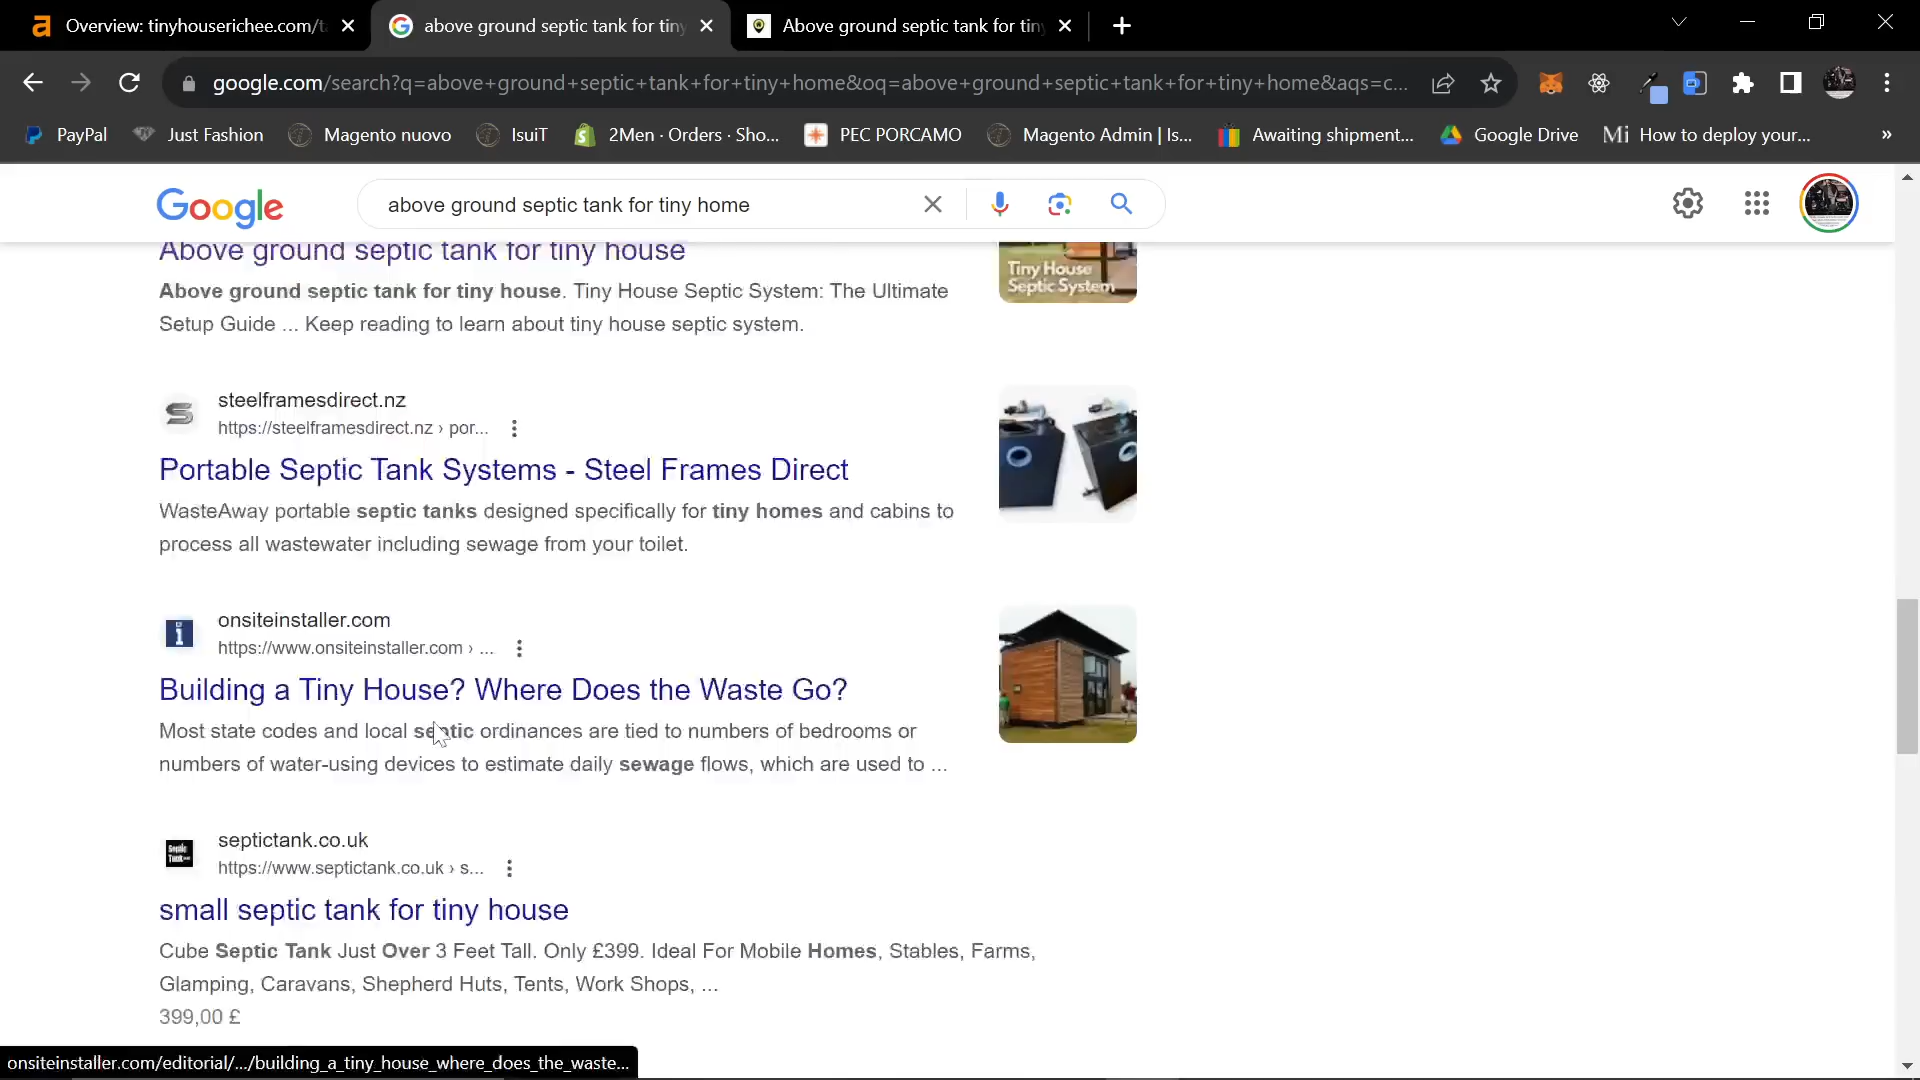 Overview: tinyhouserichee.com/ta
above ground septic tank for tin
Above ground septic tank for tiny
google.com/search?q=above+ground+septic+tank+for+tiny+home&oq=above+ground+septic+tank+for+tiny+home&aqs=c...
PayPal
Just Fashion
Magento nuovo
IsuiT
2Men · Orders · Sho...
PEC PORCAMO
Magento Admin | Is...
Awaiting shipment...
Google Drive
Mi How to deploy your...
»
Google
above ground septic tank for tiny home
Above ground septic tank for tiny house
Above ground septic tank for tiny house. Tiny House Septic System: The Ultimate
Setup Guide ... Keep reading to learn about tiny house septic system.
Tiny House
Septic System
steelframesdirect.nz
https://steelframesdirect.nz › por...
Portable Septic Tank Systems - Steel Frames Direct
WasteAway portable septic tanks designed specifically for tiny homes and cabins to
process all wastewater including sewage from your toilet.
onsiteinstaller.com
https://www.onsiteinstaller.com › ...
Building a Tiny House? Where Does the Waste Go?
Most state codes and local septic ordinances are tied to numbers of bedrooms or
numbers of water-using devices to estimate daily sewage flows, which are used to ...
Septic
Tank
septictank.co.uk
https://www.septictank.co.uk › s...
small septic tank for tiny house
Cube Septic Tank Just Over 3 Feet Tall. Only £399. Ideal For Mobile Homes, Stables, Farms,
Glamping, Caravans, Shepherd Huts, Tents, Work Shops, ...
399,00 £
onsiteinstaller.com/editorial/.../building_a_tiny_house_where_does_the_waste...